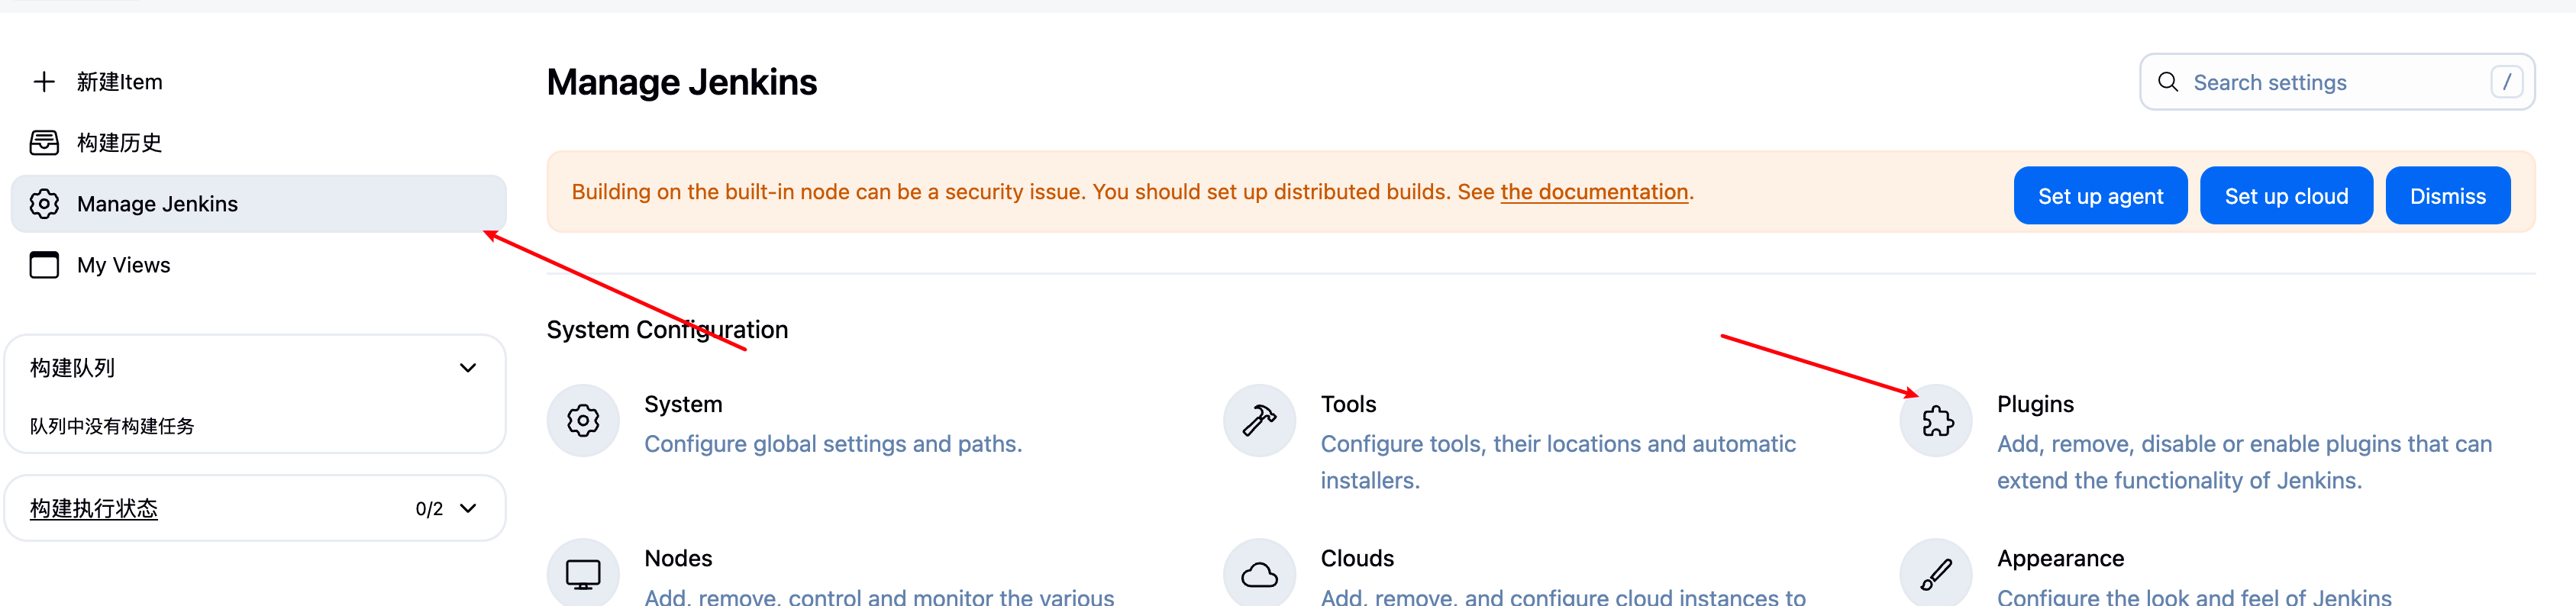 新建Item
构建历史
Manage Jenkins
My Views
构建队列
队列中没有构建任务
构建执行状态
0/2
Manage Jenkins
Search settings
/
Building on the built-in node can be a security issue. You should set up distributed builds. See the documentation.
Set up agent
Set up cloud
Dismiss
System Configuration
System
Configure global settings and paths.
Tools
Configure tools, their locations and automatic
installers.
Plugins
Add, remove, disable or enable plugins that can
extend the functionality of Jenkins.
Nodes
Add, remove, control and monitor the various
Clouds
Add, remove, and configure cloud instances to
Appearance
Configure the look and feel of Jenkins